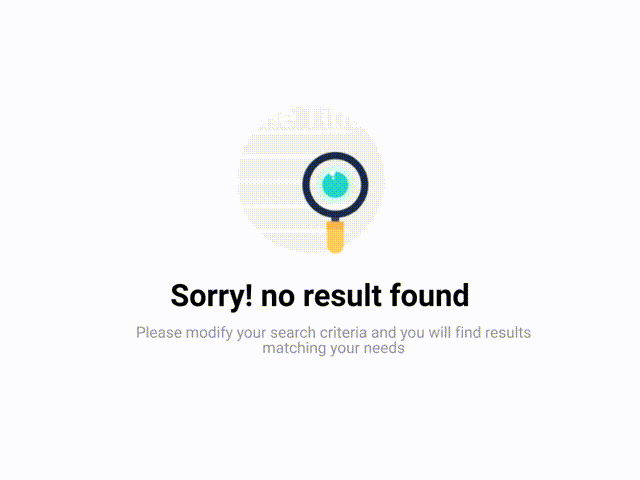 Sorry! no result found
Please modify your search criteria and you will find results
matching your needs